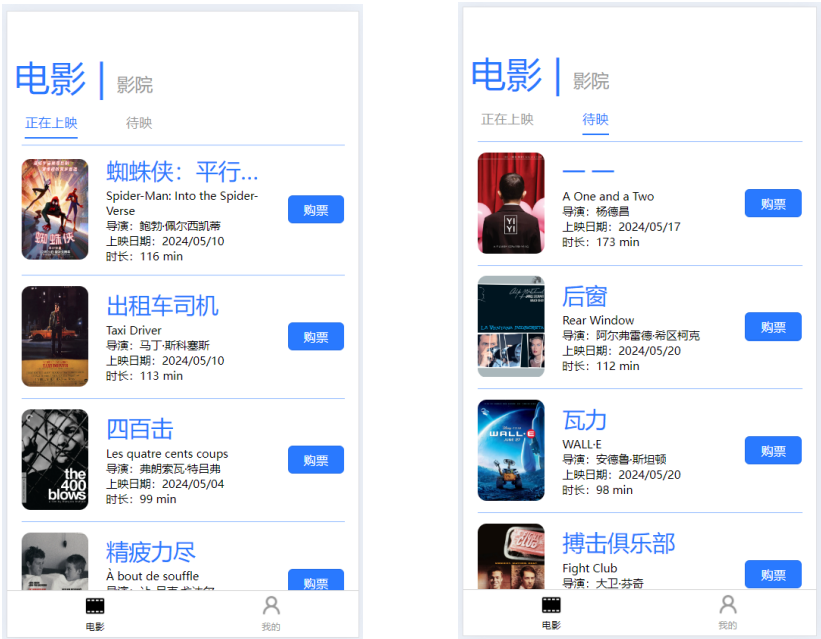 电影 | 影院
正在上映 待映
蜘蛛侠：平行...
Spider-Man: Into the Spider-
Verse
导演：鲍勃·佩尔西凯蒂
上映日期：2024/05/10
时长：116 min
购票
蜘蛛侠
出租车司机
Taxi Driver
导演：马丁·斯科塞斯
上映日期：2024/05/10
时长：113 min
购票
四百击
Les quatre cents coups
导演：弗朗索瓦·特吕弗
上映日期：2024/05/04
时长：99 min
购票
the
400
blows
精疲力尽
À bout de souffle
购票
电影 我的
电影 | 影院
正在上映 待映
一 一
A One and a Two
导演：杨德昌
上映日期：2024/05/17
时长：173 min
购票
YI
YI
后窗
Rear Window
导演：阿尔弗雷德·希区柯克
上映日期：2024/05/20
时长：112 min
购票
瓦力
WALL·E
导演：安德鲁·斯坦顿
上映日期：2024/05/20
时长：98 min
购票
WALL·E
搏击俱乐部
Fight Club
导演：大卫·芬奇
购票
电影 我的